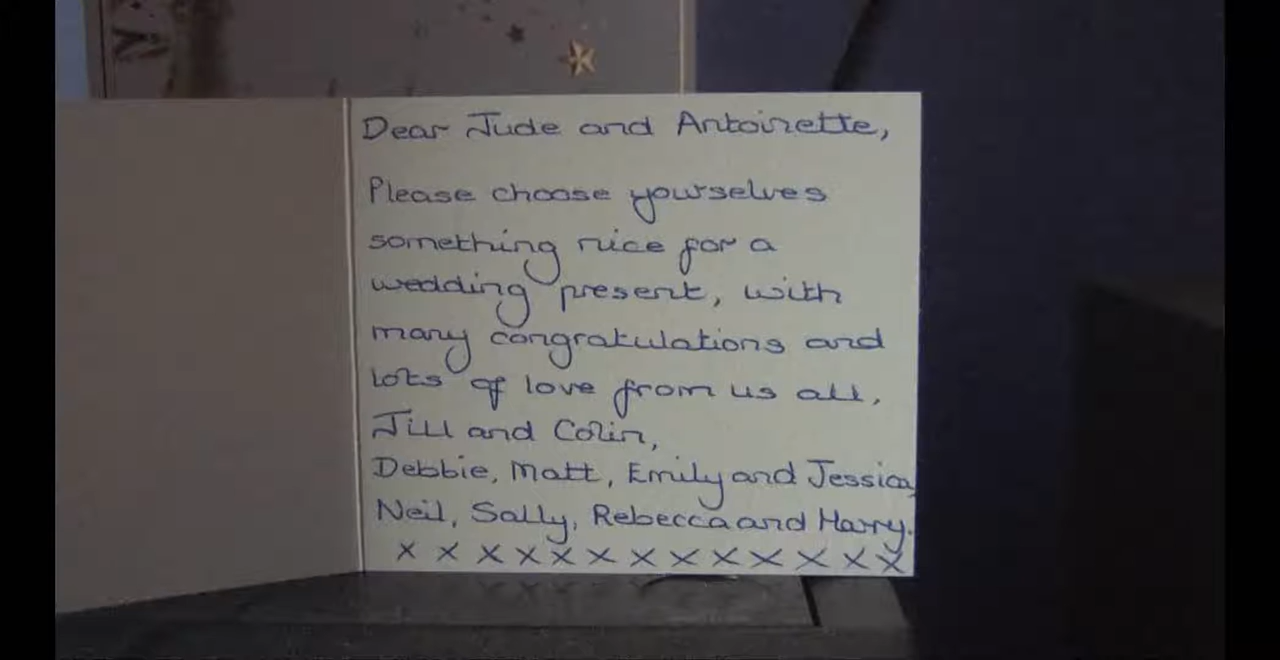 Dear Jude and Antoinette,
Please choose yourselves
something nice for a
wedding present, with
many congratulations and
lots of love from us all,
Jill and Colin,
Debbie, Matt, Emily and Jessica,
Neil, Sally, Rebecca and Harry.
x x x x x x x x x x x x x